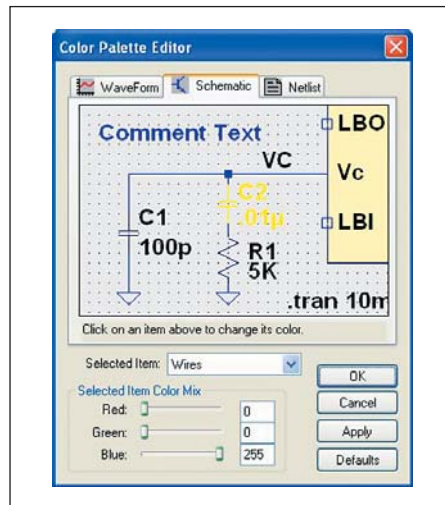 Color Palette Editor
WaveForm Schematic Netlist
Comment Text
LBO
VC
Vc
C2
.01µ
C1
100p
LBI
R1
5K
.tran 10m
Click on an item above to change its color.
Selected Item: Wires
OK
Selected Item Color Mix
Cancel
Red: 0
Green: 0
Apply
Blue: 255
Defaults